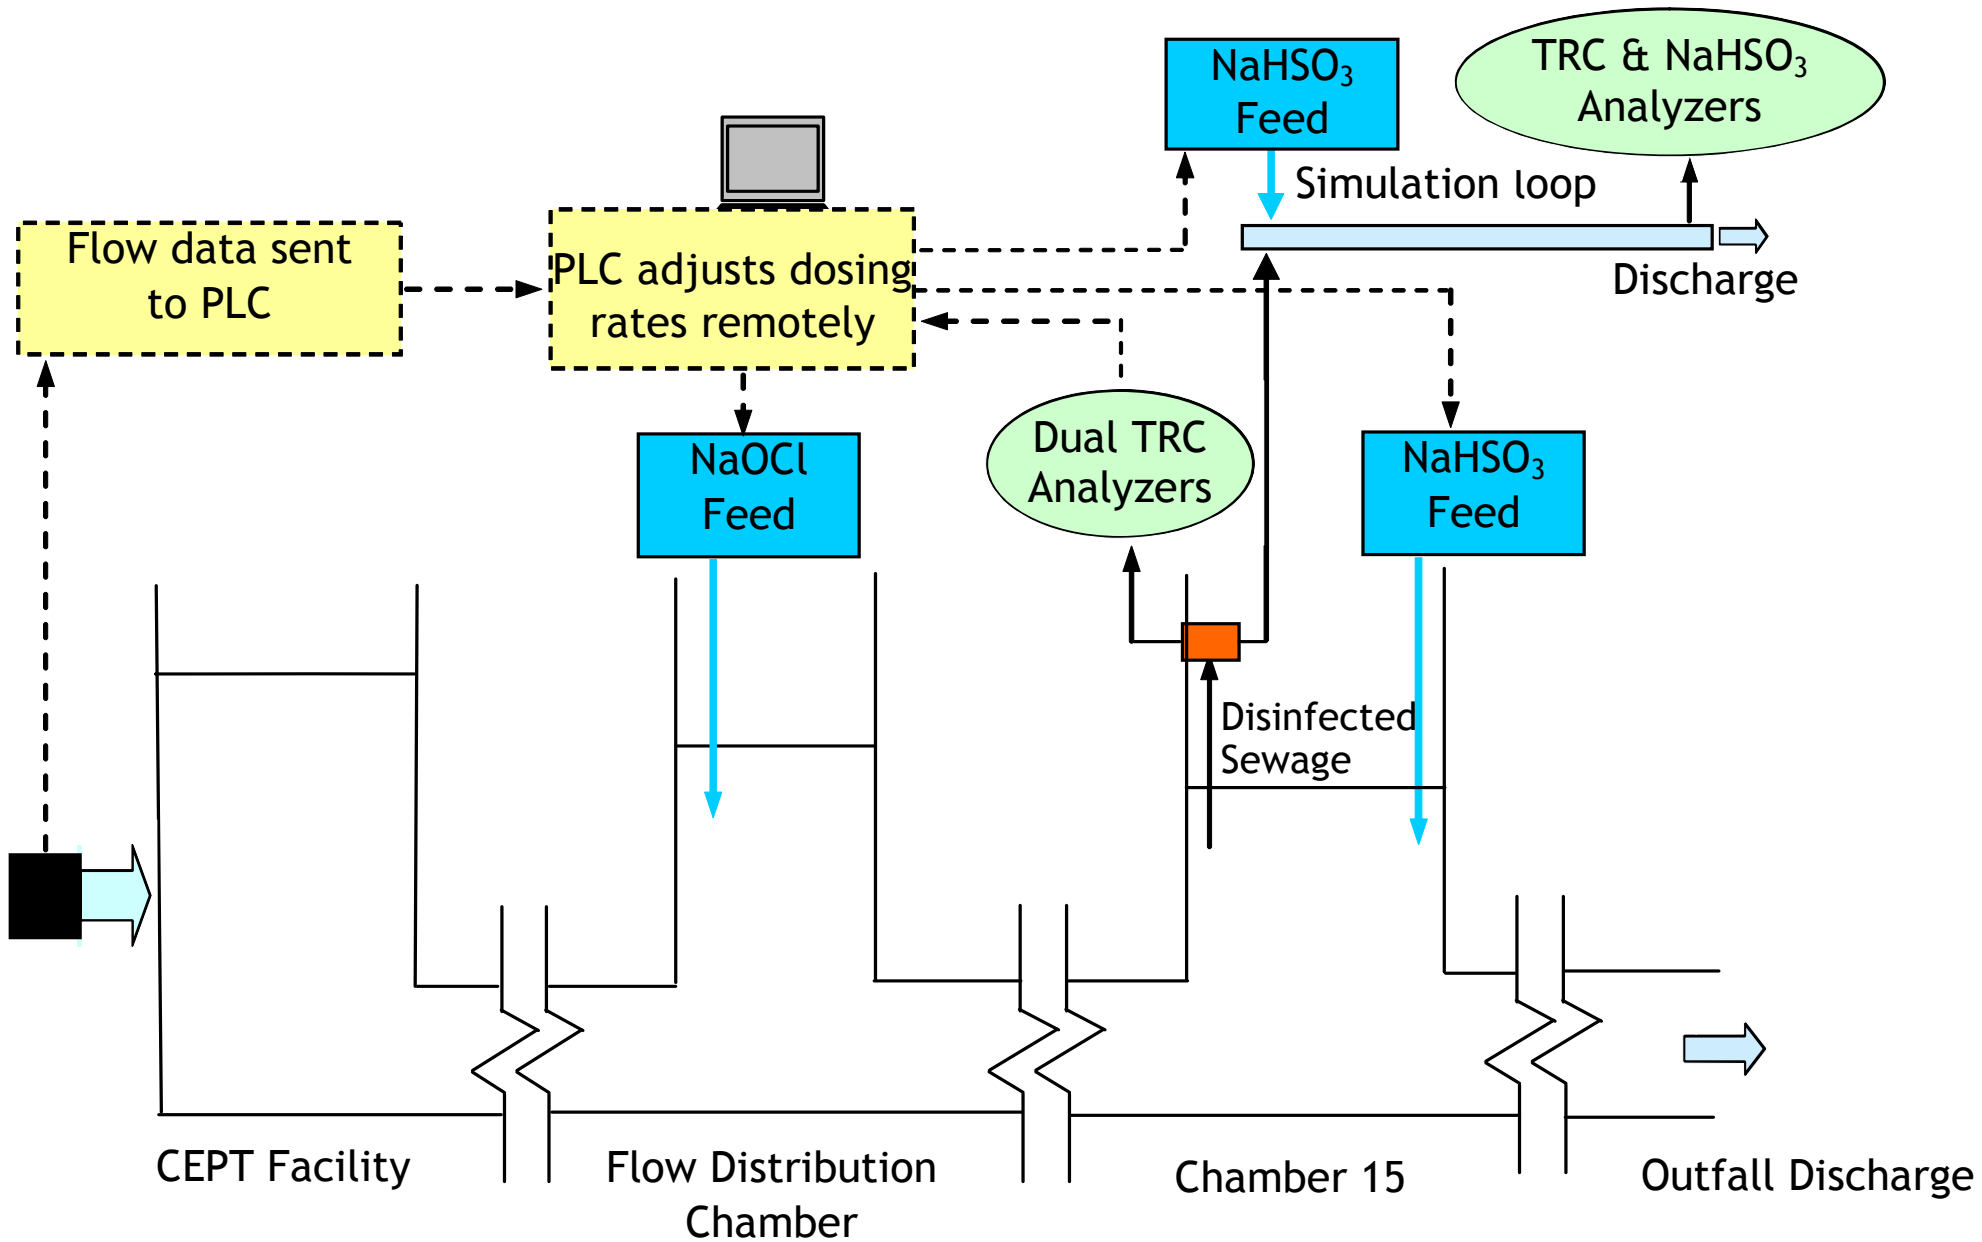 NaHSO₃
Feed
TRC & NaHSO₃
Analyzers
Simulation loop
Discharge
Flow data sent
to PLC
PLC adjusts dosing
rates remotely
NaOCl
Feed
Dual TRC
Analyzers
NaHSO₃
Feed
Disinfected
Sewage
CEPT Facility
Flow Distribution
Chamber
Chamber 15
Outfall Discharge